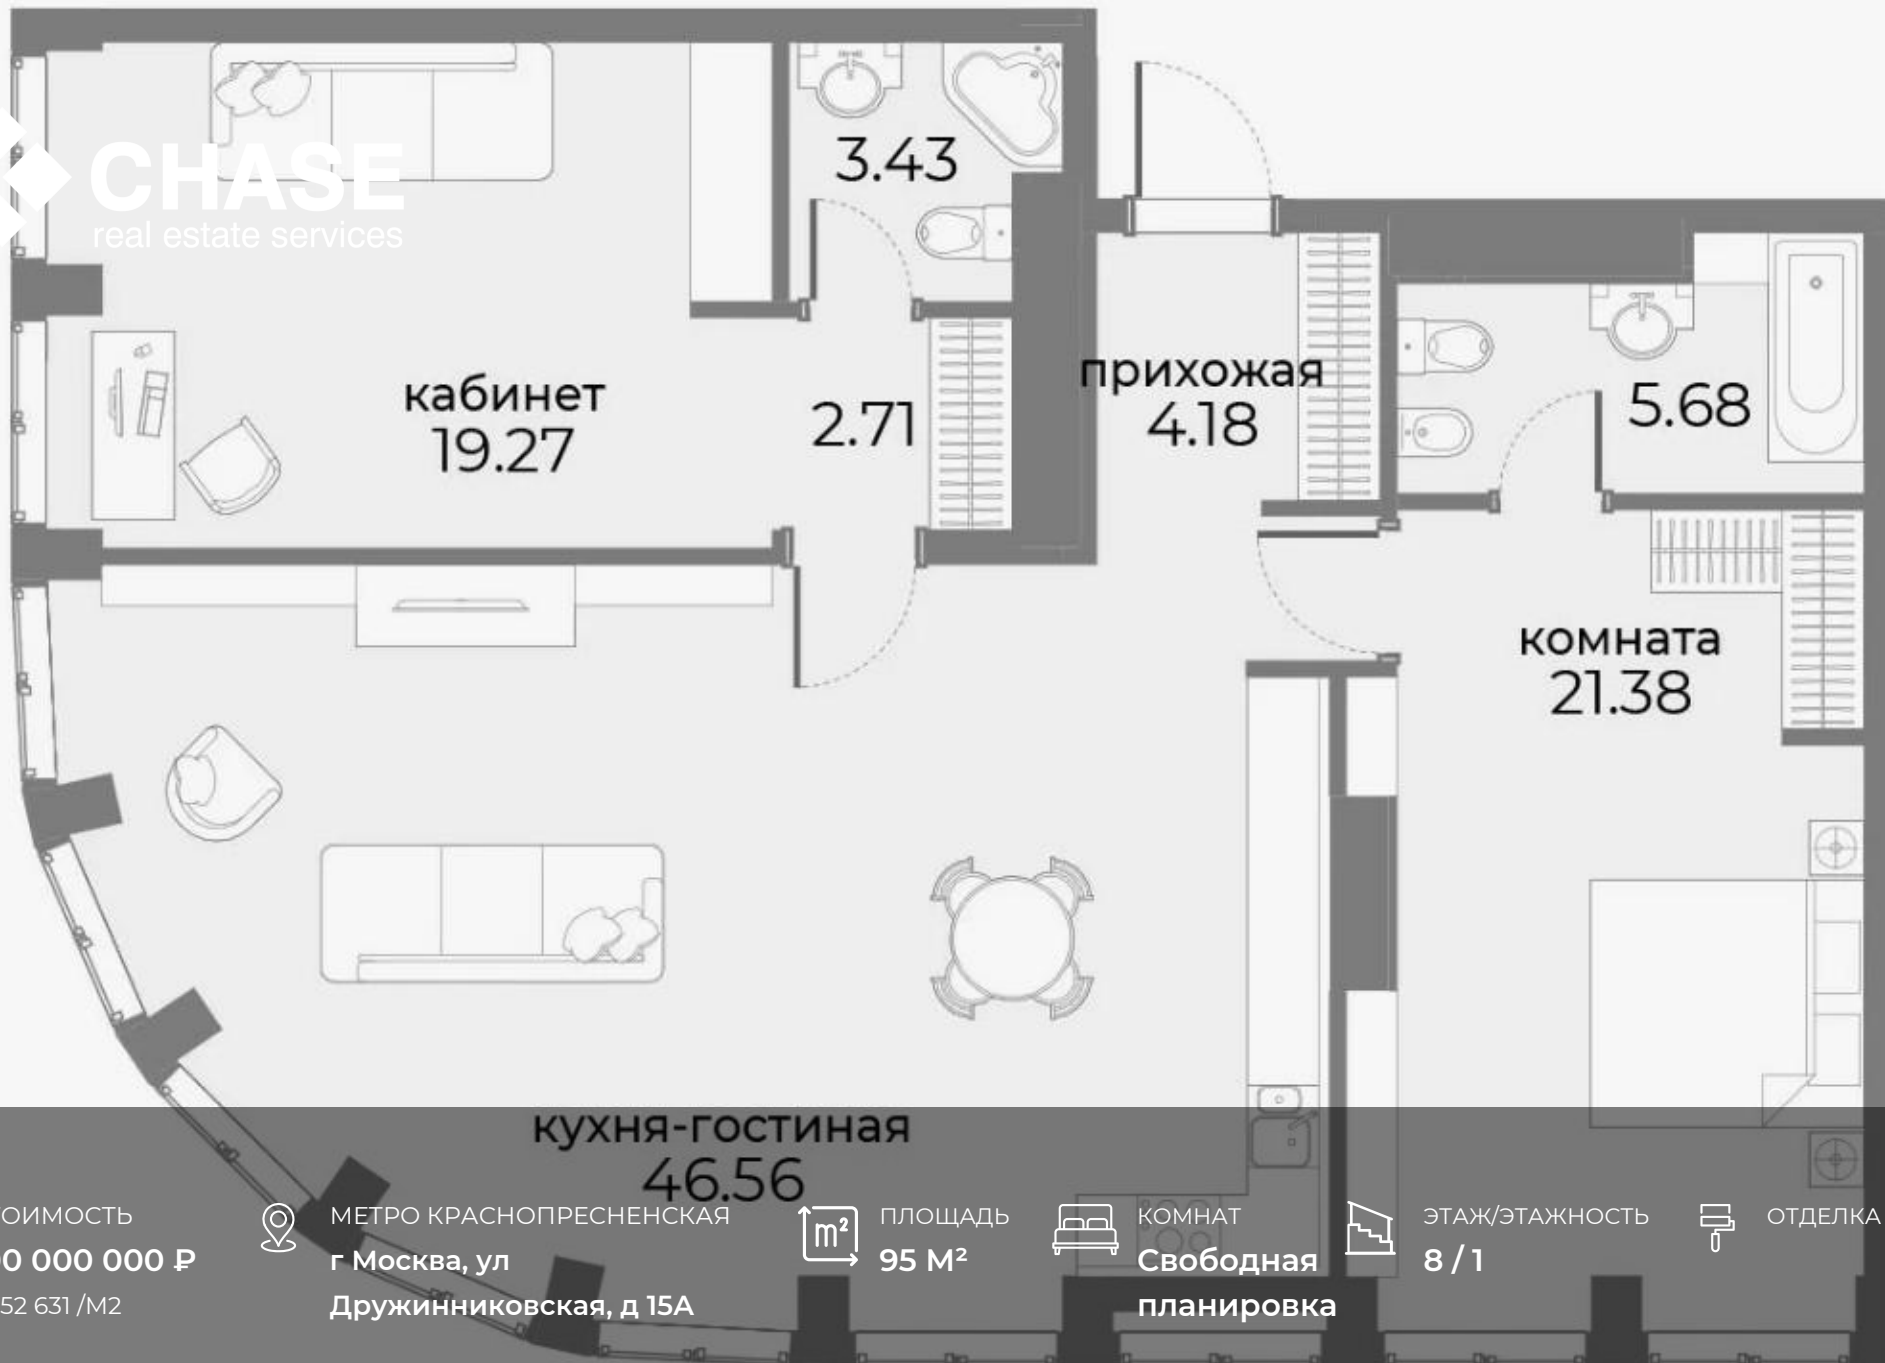 CHASE
real estate services
3.43
кабинет
19.27
2.71
прихожая
4.18
5.68
комната
21.38
кухня-гостиная
46.56
ОИМОСТЬ
0 000 000 ₽
52 631 /М2
МЕТРО КРАСНОПРЕСНЕНСКАЯ
г Москва, ул
Дружинниковская, д 15А
m²
ПЛОЩАДЬ
95 М²
КОМНАТ
Свободная
планировка
ЭТАЖ/ЭТАЖНОСТЬ
8 / 1
ОТДЕЛКА